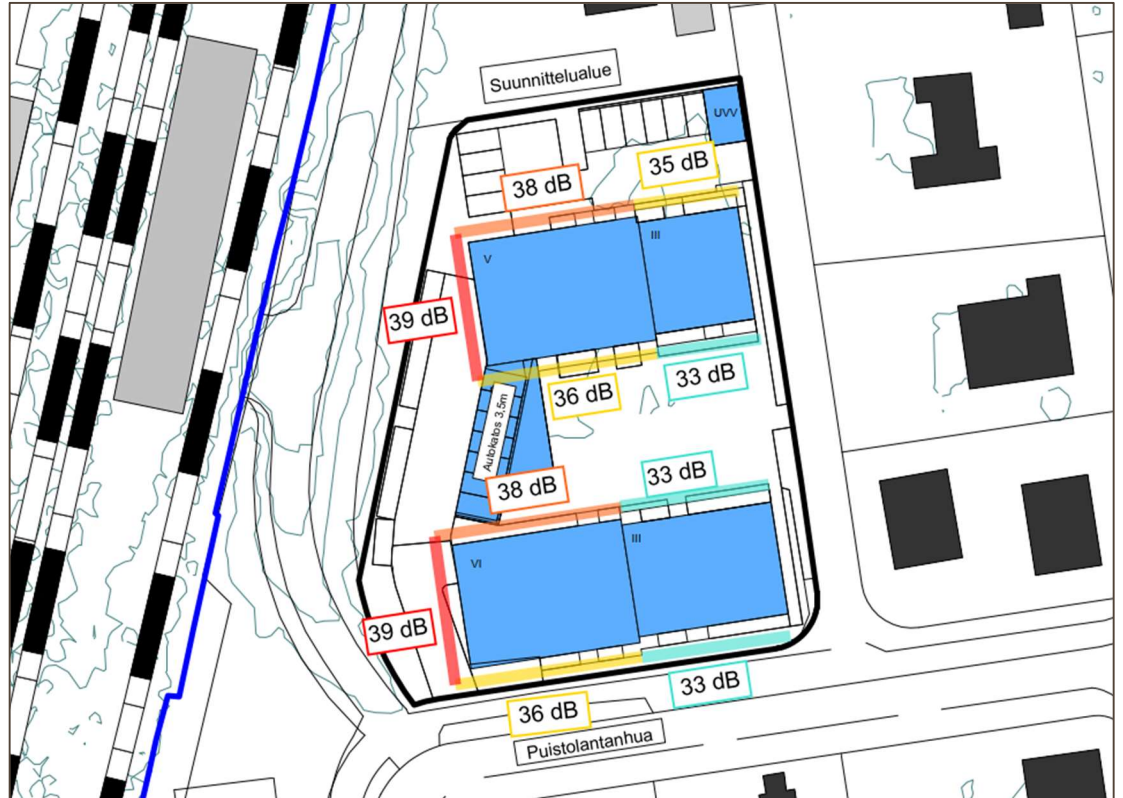 Suunnittelualue
UVV
35 dB
38 dB
III
V
39 dB
33 dB
36 dB
Autokatos 3,5m
33 dB
38 dB
III
VI
39 dB
33 dB
36 dB
Puistolantanhua